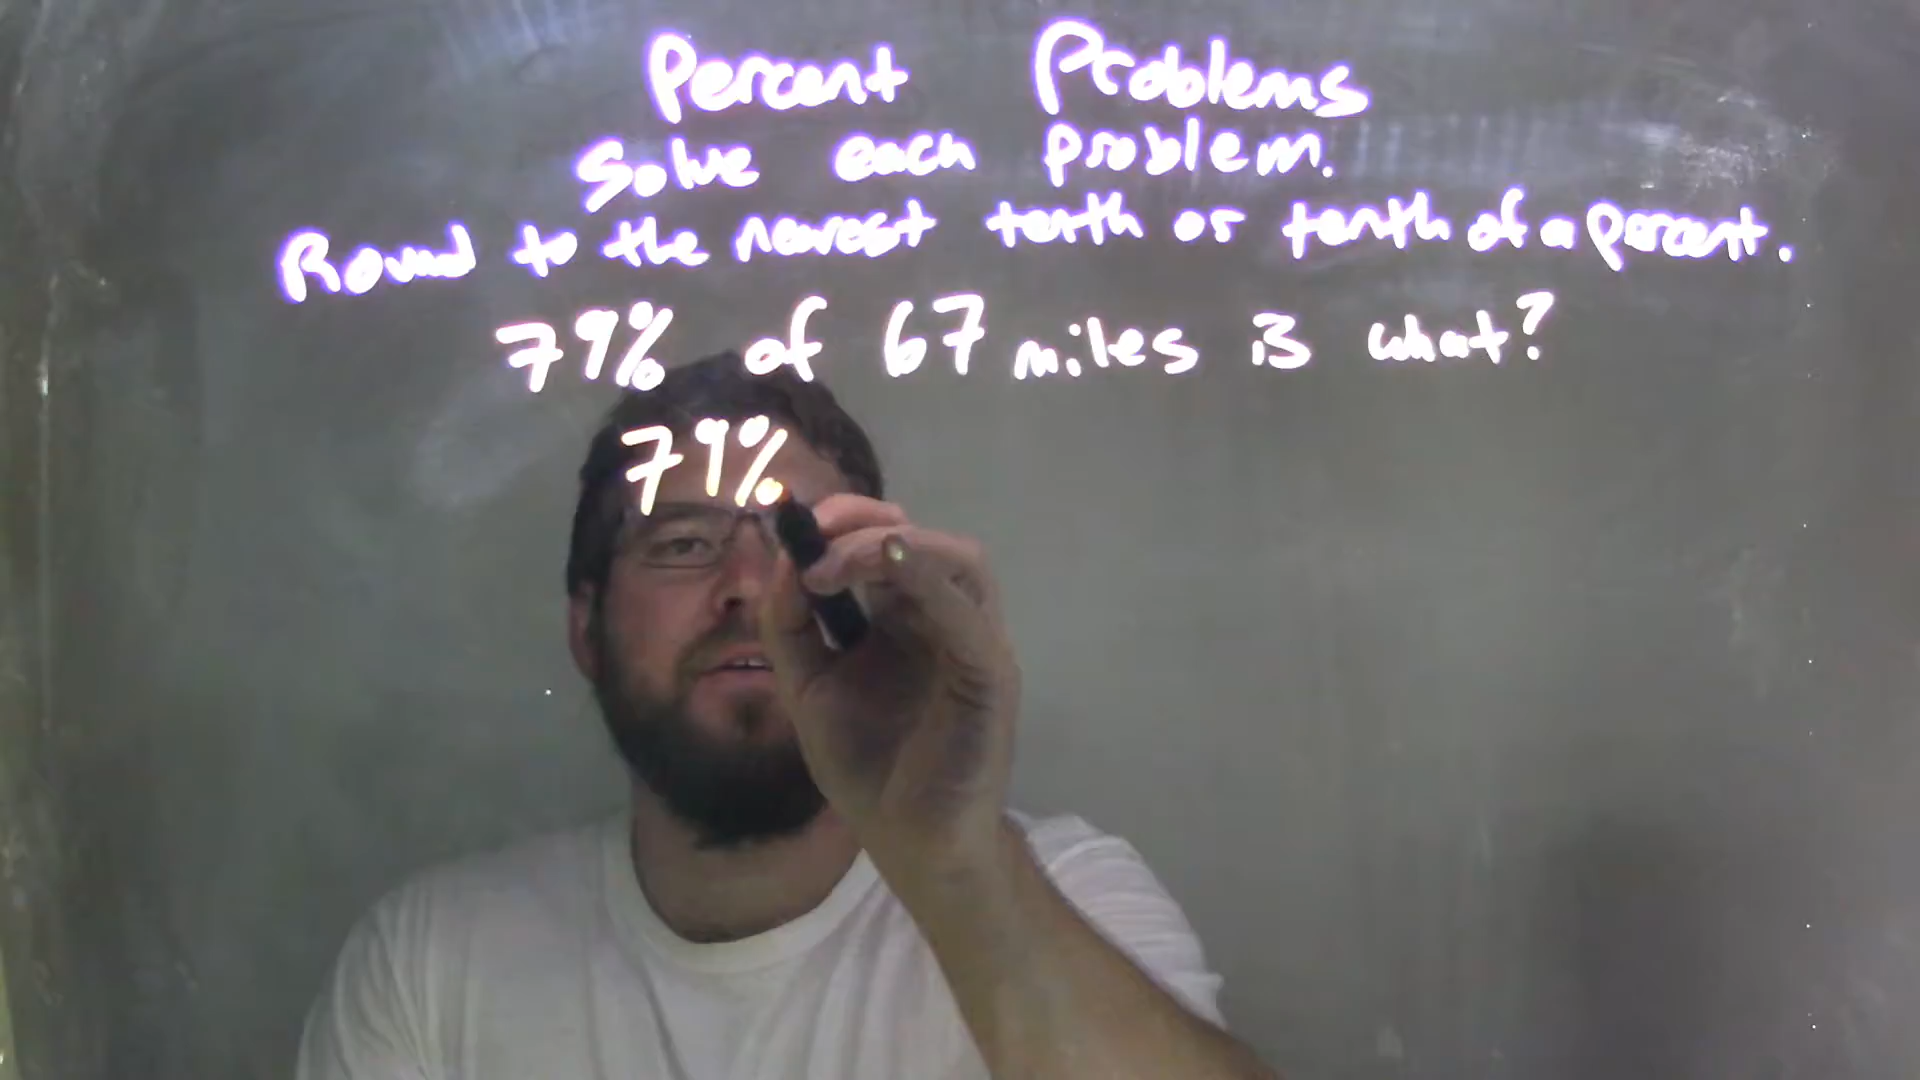 Percent Problems
Solve each problem.
Round to the nearest tenth or tenth of a percent.
79% of 67 miles is what?
79%